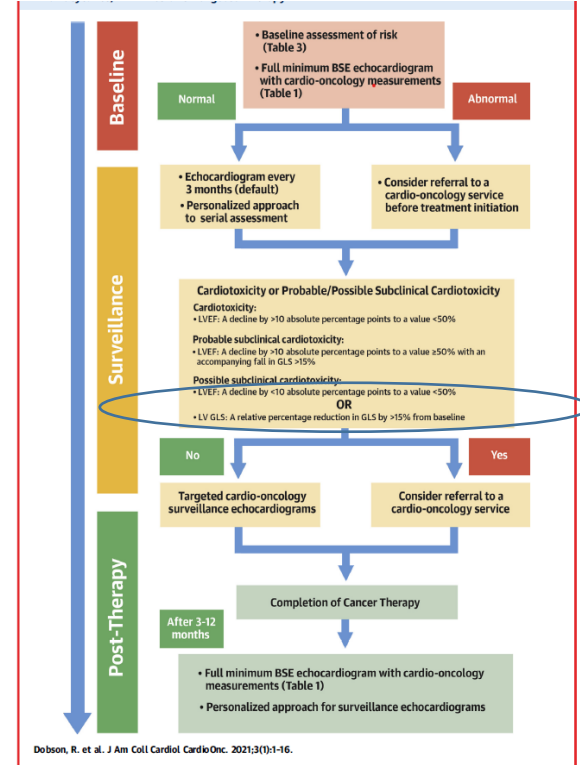 Baseline
• Baseline assessment of risk
(Table 3)
• Full minimum BSE echocardiogram
with cardio-oncology measurements
(Table 1)
Normal
Abnormal
Surveillance
• Echocardiogram every
3 months (default)
• Personalized approach
to serial assessment
• Consider referral to a
cardio-oncology service
before treatment initiation
Cardiotoxicity or Probable/Possible Subclinical Cardiotoxicity
Cardiotoxicity:
• LVEF: A decline by >10 absolute percentage points to a value <50%
Probable subclinical cardiotoxicity:
• LVEF: A decline by >10 absolute percentage points to a value ≥50% with an
accompanying fall in GLS >15%
Possible subclinical cardiotoxicity:
• LVEF: A decline by <10 absolute percentage points to a value <50%
OR
• LV GLS: A relative percentage reduction in GLS by >15% from baseline
No
Yes
Targeted cardio-oncology
surveillance echocardiograms
Consider referral to a
cardio-oncology service
Post-Therapy
Completion of Cancer Therapy
After 3-12
months
• Full minimum BSE echocardiogram with cardio-oncology
measurements (Table 1)
• Personalized approach for surveillance echocardiograms
Dobson, R. et al. J Am Coll Cardiol CardioOnc. 2021;3(1):1-16.